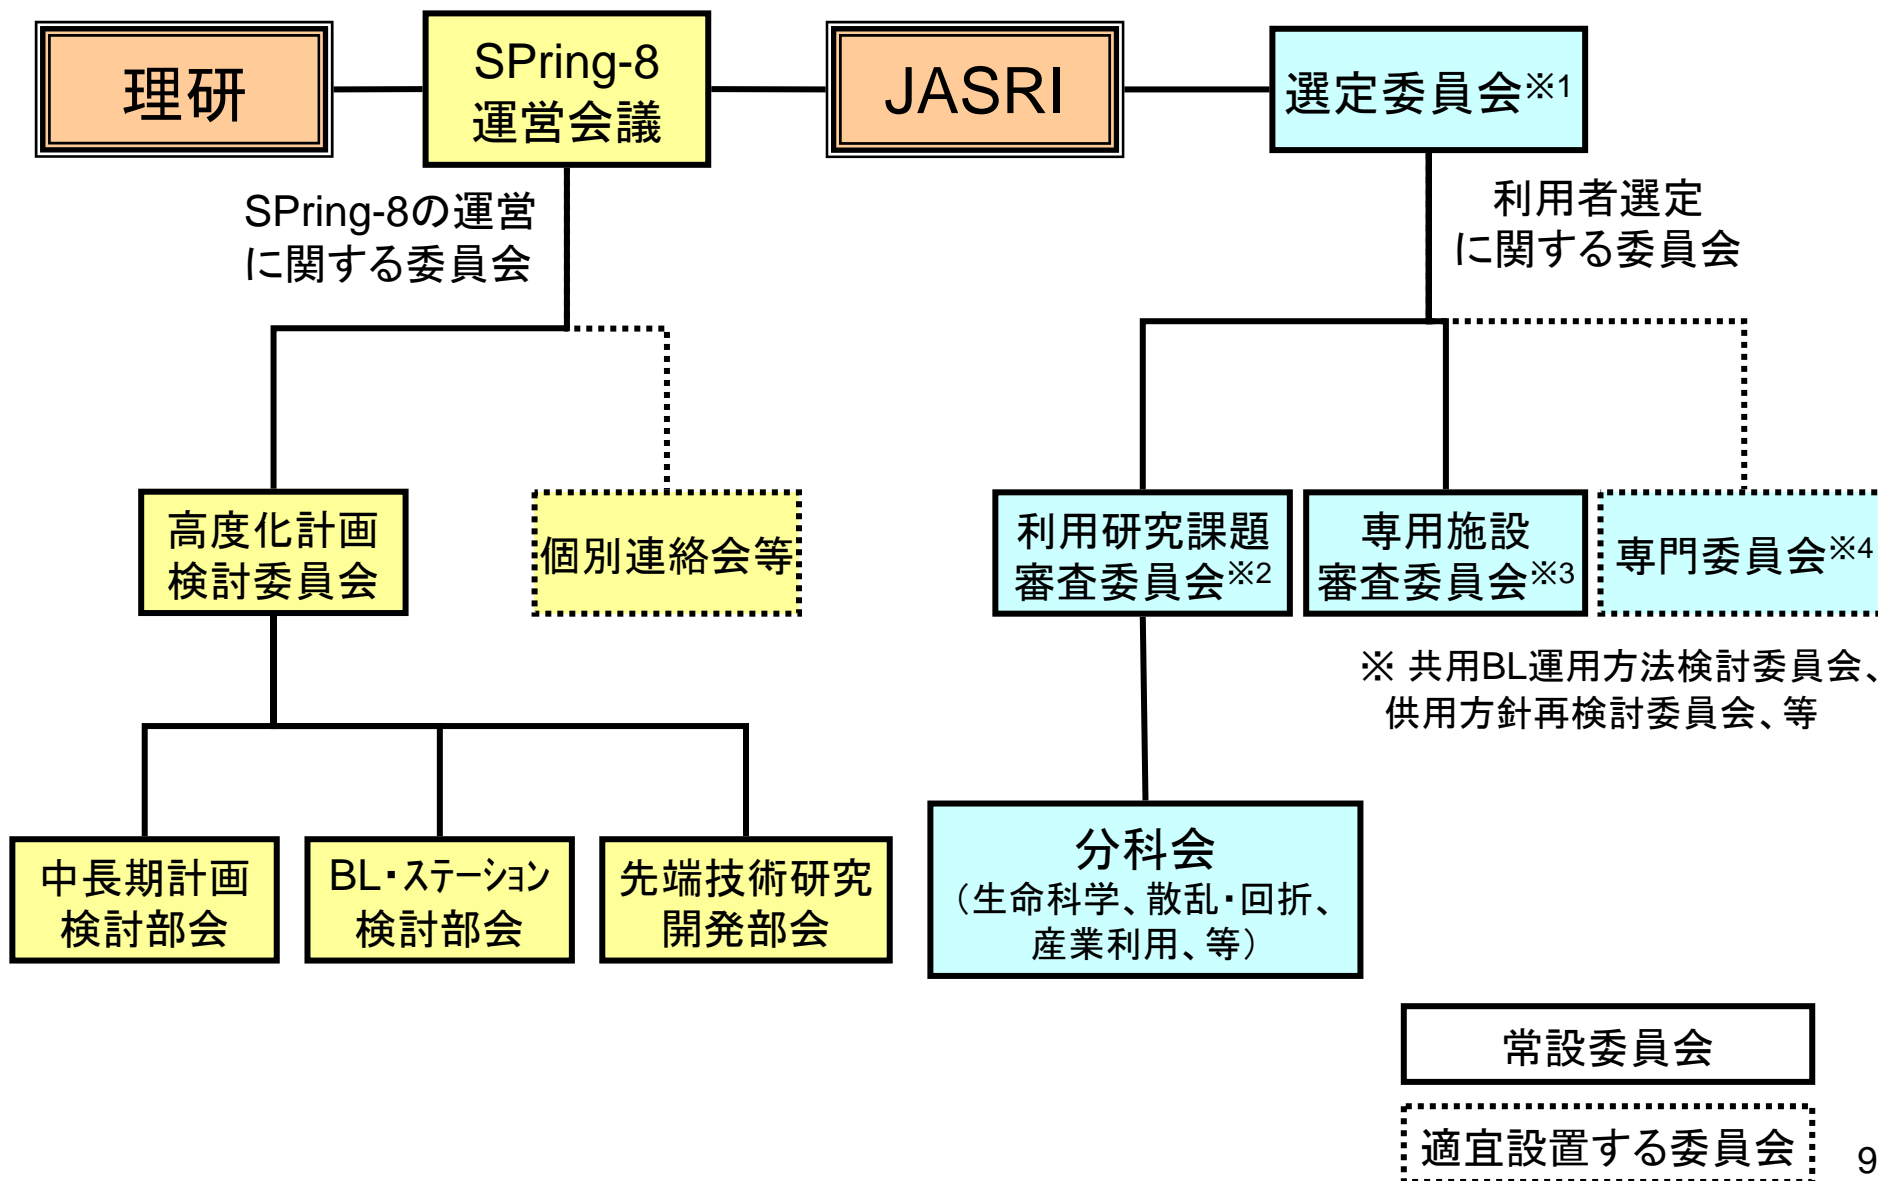 理研
SPring-8
運営会議
JASRI
選定委員会※1
SPring-8の運営
に関する委員会
利用者選定
に関する委員会
高度化計画
検討委員会
個別連絡会等
利用研究課題
審査委員会※2
専用施設
審査委員会※3
専門委員会※4
※ 共用BL運用方法検討委員会、
供用方針再検討委員会、等
中長期計画
検討部会
BL・ステーション
検討部会
先端技術研究
開発部会
分科会
（生命科学、散乱・回折、
産業利用、等）
常設委員会
適宜設置する委員会
9